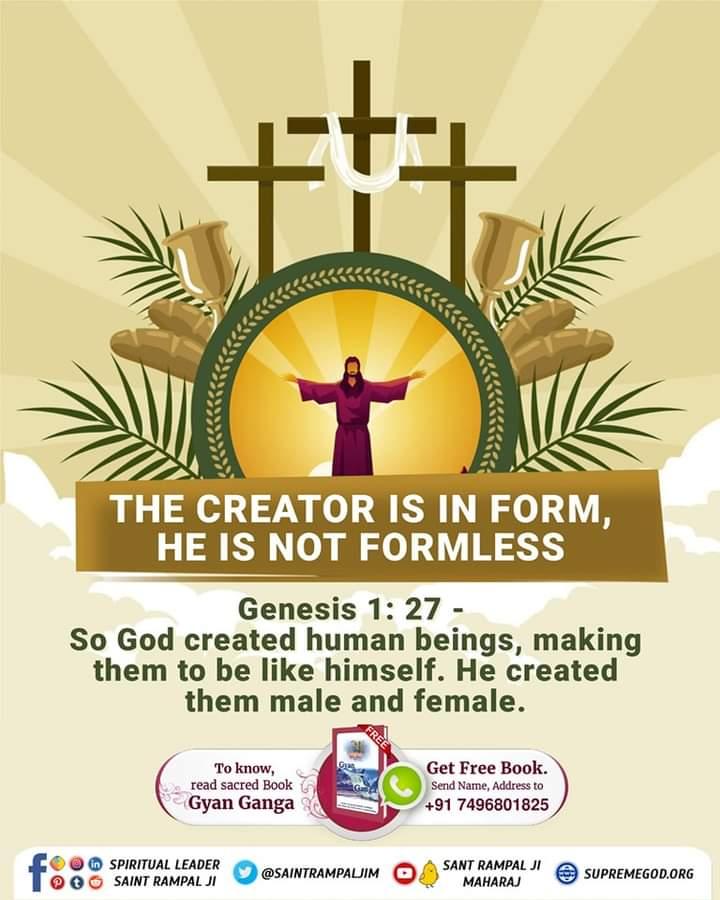 THE CREATOR IS IN FORM,
HE IS NOT FORMLESS
Genesis 1: 27 -
So God created human beings, making
them to be like himself. He created
them male and female.
FREE
Gyan
Ganga
To know,
read sacred Book
Gyan Ganga
Get Free Book.
Send Name, Address to
+91 7496801825
SPIRITUAL LEADER
SAINT RAMPAL JI
@SAINTRAMPALJIM
SANT RAMPAL JI
MAHARAJ
SUPREMEGOD.ORG